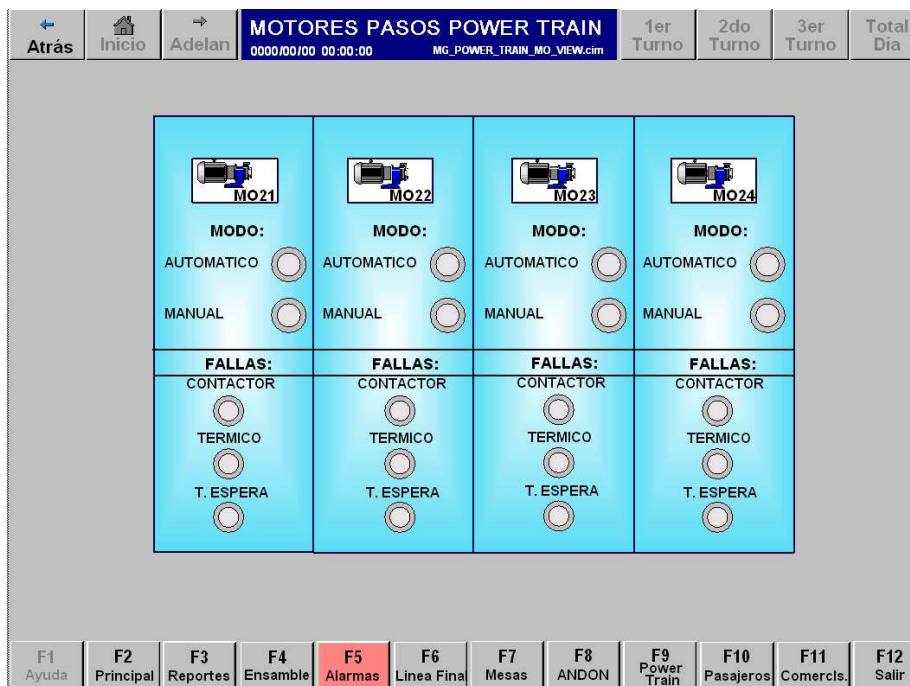 Atrás
Inicio
Adelan
MOTORES PASOS POWER TRAIN
0000/00/00 00:00:00 MG_POWER_TRAIN_MO_VIEW.cim
1er
Turno
2do
Turno
3er
Turno
Total
Día
MO21 MO22 MO23 MO24
MODO: MODO: MODO: MODO:
AUTOMATICO AUTOMATICO AUTOMATICO AUTOMATICO
MANUAL MANUAL MANUAL MANUAL
FALLAS: FALLAS: FALLAS: FALLAS:
CONTACTOR CONTACTOR CONTACTOR CONTACTOR
TERMICO TERMICO TERMICO TERMICO
T. ESPERA T. ESPERA T. ESPERA T. ESPERA
F1
Ayuda
F2
Principal
F3
Reportes
F4
Ensamble
F5
Alarmas
F6
Linea Final
F7
Mesas
F8
ANDON
F9
Power
Train
F10
Pasajeros
F11
Comercls.
F12
Salir